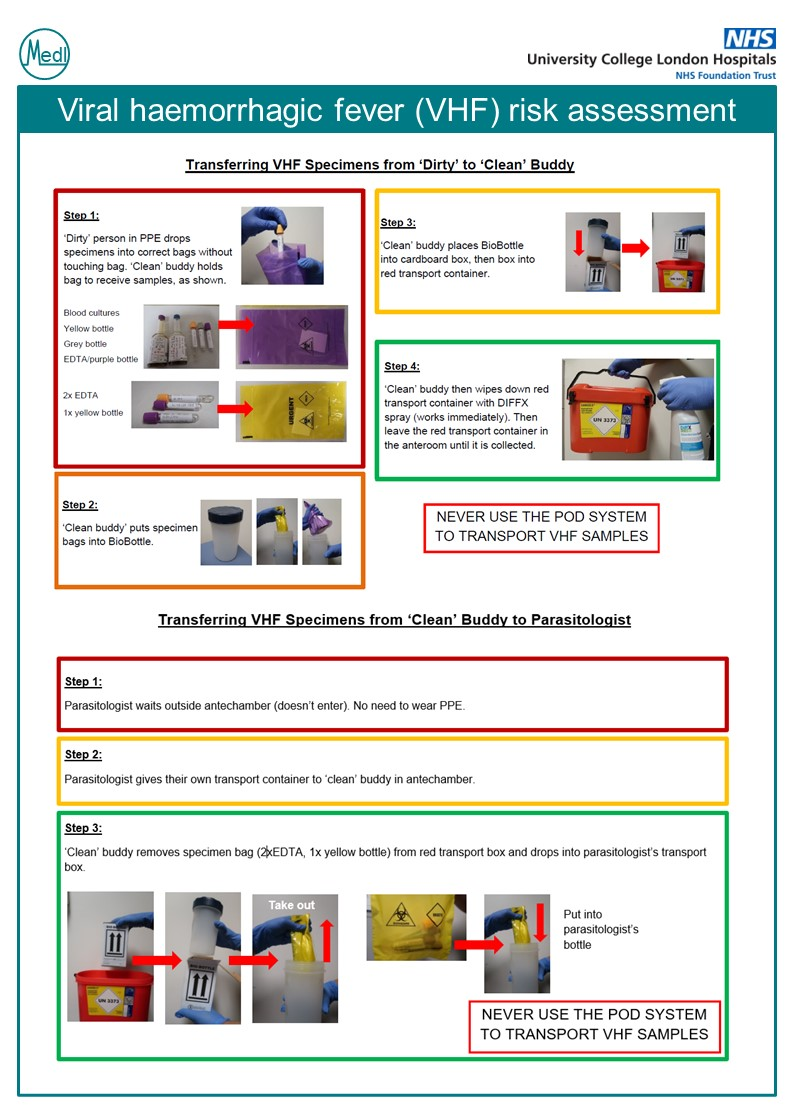 MedI
NHS
University College London Hospitals
NHS Foundation Trust
Viral haemorrhagic fever (VHF) risk assessment
Transferring VHF Specimens from ‘Dirty’ to ‘Clean’ Buddy
Step 1:
‘Dirty’ person in PPE drops
specimens into correct bags without
touching bag. ‘Clean’ buddy holds
bag to receive samples, as shown.
Blood cultures
Yellow bottle
Grey bottle
EDTA/purple bottle
2x EDTA
1x yellow bottle
URGENT
Step 2:
‘Clean buddy’ puts specimen
bags into BioBottle.
Step 3:
‘Clean’ buddy places BioBottle
into cardboard box, then box into
red transport container.
Step 4:
‘Clean’ buddy then wipes down red
transport container with DIFFX
spray (works immediately). Then
leave the red transport container in
the anteroom until it is collected.
UN 3373
NEVER USE THE POD SYSTEM
TO TRANSPORT VHF SAMPLES
Transferring VHF Specimens from ‘Clean’ Buddy to Parasitologist
Step 1:
Parasitologist waits outside antechamber (doesn’t enter). No need to wear PPE.
Step 2:
Parasitologist gives their own transport container to ‘clean’ buddy in antechamber.
Step 3:
‘Clean’ buddy removes specimen bag (2xEDTA, 1x yellow bottle) from red transport box and drops into parasitologist’s transport
box.
UN 3373
Take out
Put into
parasitologist’s
bottle
NEVER USE THE POD SYSTEM
TO TRANSPORT VHF SAMPLES